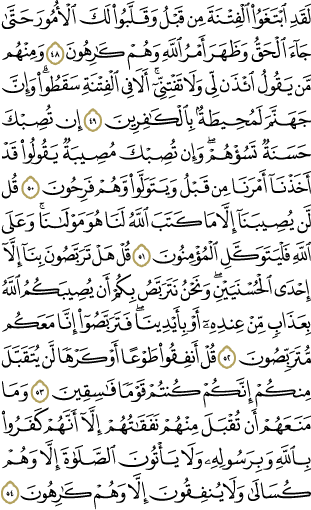 لَقَدِ ٱبۡتَغَوُاْ ٱلۡفِتۡنَةَ مِن قَبۡلُ وَقَلَّبُواْ لَكَ ٱلۡأُمُورَ حَتَّىٰ
جَآءَ ٱلۡحَقُّ وَظَهَرَ أَمۡرُ ٱللَّهِ وَهُمۡ كَٰرِهُونَ ٤٨ وَمِنۡهُم
مَّن يَقُولُ ٱئۡذَن لِّي وَلَا تَفۡتِنِّيٓۚ أَلَا فِي ٱلۡفِتۡنَةِ سَقَطُواْۗ وَإِنَّ
جَهَنَّمَ لَمُحِيطَةُۢ بِٱلۡكَٰفِرِينَ ٤٩ إِن تُصِبۡكَ
حَسَنَةٞ تَسُؤۡهُمۡۖ وَإِن تُصِبۡكَ مُصِيبَةٞ يَقُولُواْ قَدۡ
أَخَذۡنَآ أَمۡرَنَا مِن قَبۡلُ وَيَتَوَلَّواْ وَّهُمۡ فَرِحُونَ ٥٠ قُل
لَّن يُصِيبَنَآ إِلَّا مَا كَتَبَ ٱللَّهُ لَنَا هُوَ مَوۡلَىٰنَاۚ وَعَلَى
ٱللَّهِ فَلۡيَتَوَكَّلِ ٱلۡمُؤۡمِنُونَ ٥١ قُلۡ هَلۡ تَرَبَّصُونَ بِنَآ إِلَّآ
إِحۡدَى ٱلۡحُسۡنَيَيۡنِۖ وَنَحۡنُ نَتَرَبَّصُ بِكُمۡ أَن يُصِيبَكُمُ ٱللَّهُ
بِعَذَابٖ مِّنۡ عِندِهِۦٓ أَوۡ بِأَيۡدِينَاۖ فَتَرَبَّصُوٓاْ إِنَّا مَعَكُم
مُّتَرَبِّصُونَ ٥٢ قُلۡ أَنفِقُواْ طَوۡعًا أَوۡ كَرۡهٗا لَّن يُتَقَبَّلَ
مِنكُمۡ إِنَّكُمۡ كُنتُمۡ قَوۡمٗا فَٰسِقِينَ ٥٣ وَمَا
مَنَعَهُمۡ أَن تُقۡبَلَ مِنۡهُمۡ نَفَقَٰتُهُمۡ إِلَّآ أَنَّهُمۡ كَفَرُواْ
بِٱللَّهِ وَبِرَسُولِهِۦ وَلَا يَأۡتُونَ ٱلصَّلَوٰةَ إِلَّا وَهُمۡ
كُسَالَىٰ وَلَا يُنفِقُونَ إِلَّا وَهُمۡ كَٰرِهُونَ ٥٤